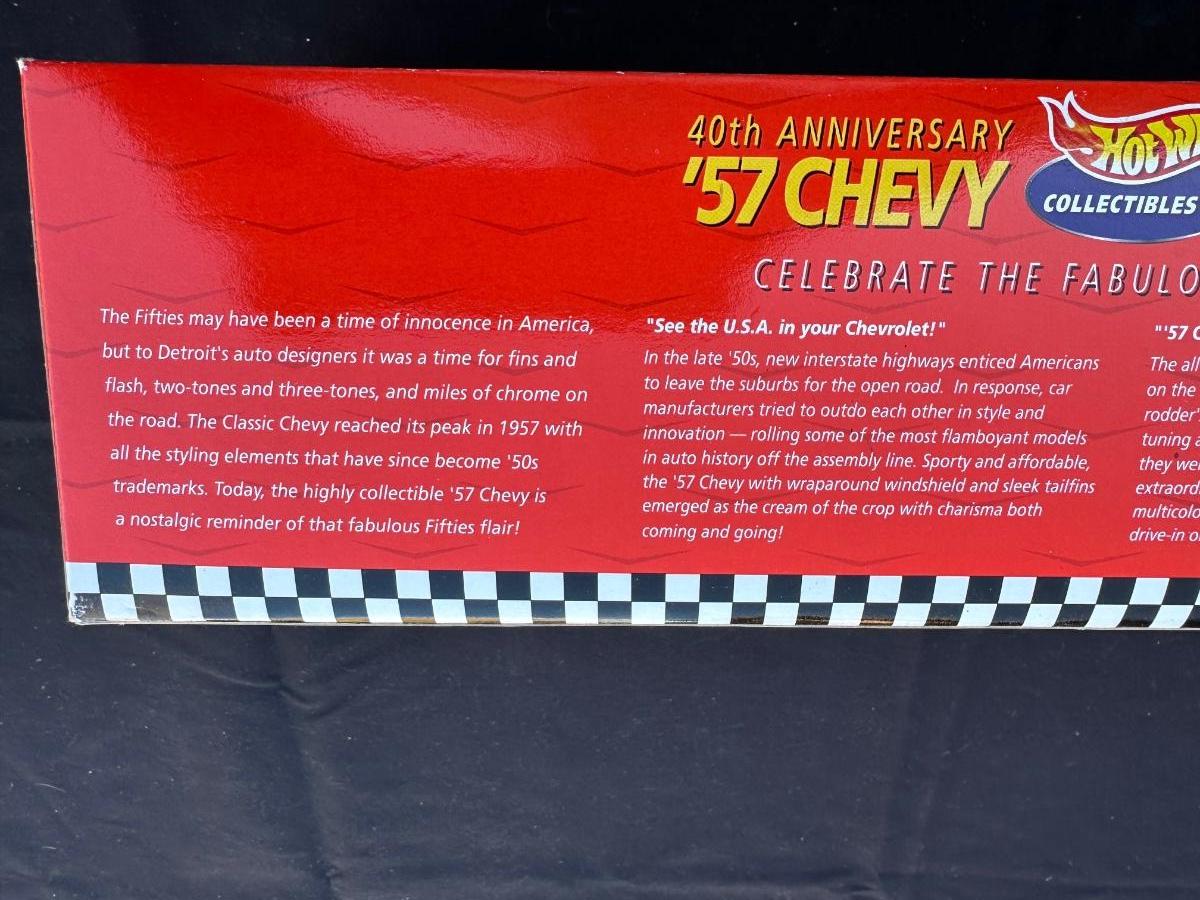 40th ANNIVERSARY
'57 CHEVY
HOT
COLLECTIBLES
CELEBRATE THE
The Fifties may have been a time of innocence in America,
but to Detroit's auto designers it was a time for fins and
flash, two-tones and three-tones, and miles of chrome on
the road. The Classic Chevy reached its peak in 1957 with
all the styling elements that have since become '50s
trademarks. Today, the highly collectible '57 Chevy is
a nostalgic reminder of that fabulous Fifties flair!
"See the U.S.A. in your Chevrolet!"
In the late '50s, new interstate highways enticed Americans
to leave the suburbs for the open road. In response, car
manufacturers tried to outdo each other in style and
innovation — rolling some of the most flamboyant models
in auto history off the assembly line. Sporty and affordable,
the '57 Chevy with wraparound windshield and sleek tailfins
emerged as the cream of the crop with charisma both
coming and going!
"'57
The all
on the
rodder'
tuning
they
drive-in